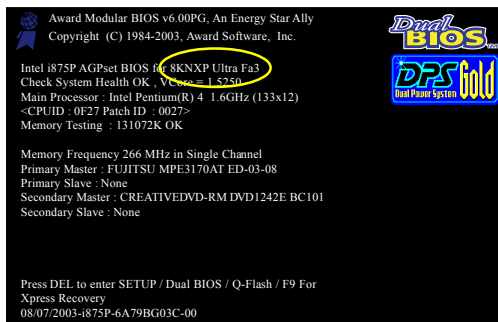 Award Modular BIOS v6.00PG, An Energy Star Ally
Copyright (C) 1984-2003, Award Software, Inc.
Dual
BIOS
Intel i875P AGPset BIOS for 8KNXP Ultra Fa3
Check System Health OK , VCore = 1.5250
Main Processor : Intel Pentium(R) 4 1.6GHz (133x12)
<CPUID : 0F27 Patch ID : 0027>
Memory Testing : 131072K OK
DPS Gold
Dual Power System
Memory Frequency 266 MHz in Single Channel
Primary Master : FUJITSU MPE3170AT ED-03-08
Primary Slave : None
Secondary Master : CREATIVEDVD-RM DVD1242E BC101
Secondary Slave : None
Press DEL to enter SETUP / Dual BIOS / Q-Flash / F9 For
Xpress Recovery
08/07/2003-i875P-6A79BG03C-00